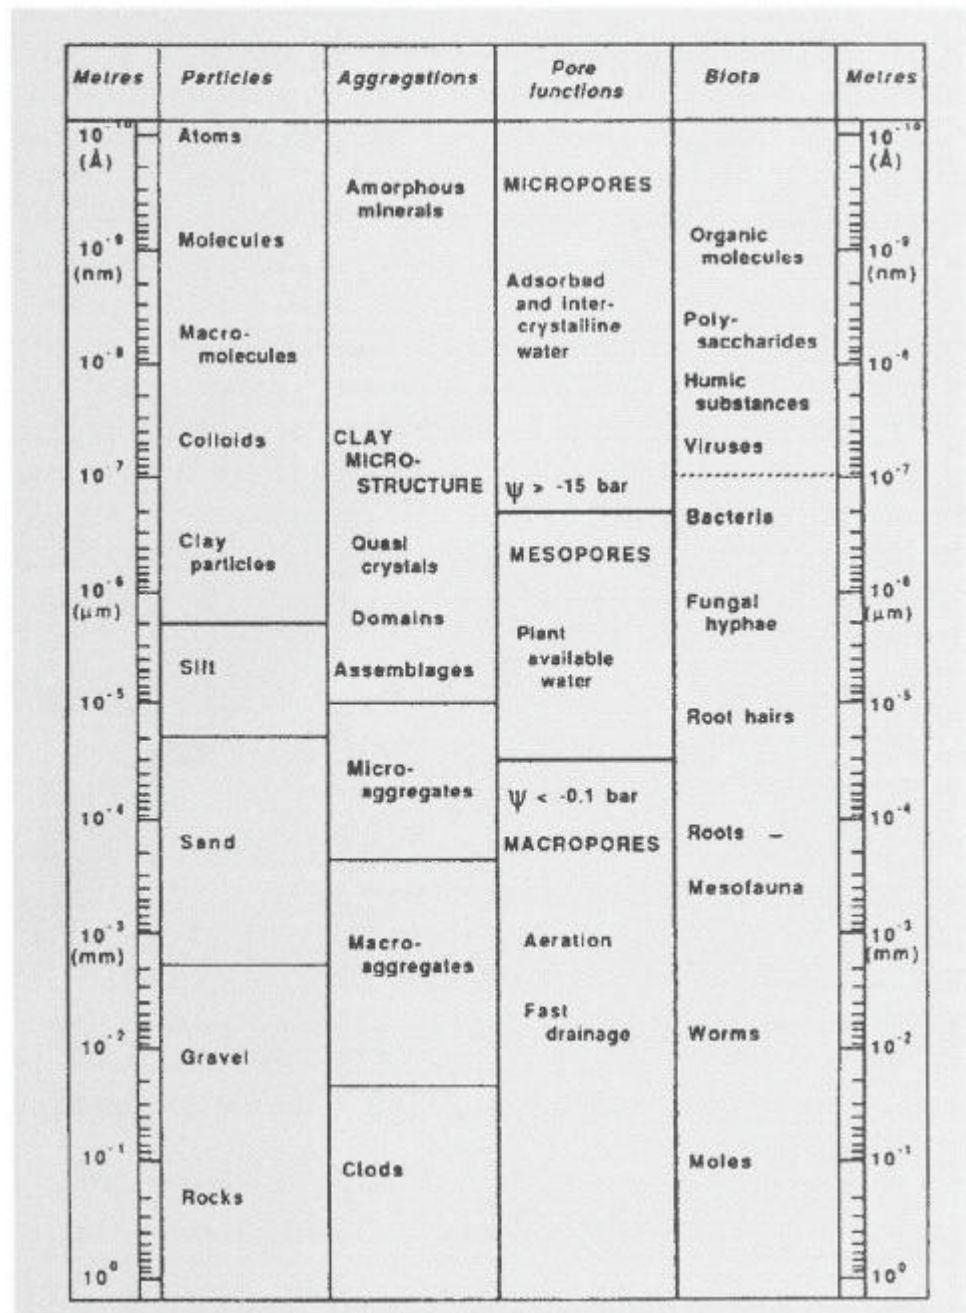 Metres
Particles
Aggregations
Pore
functions
Biota
Metres
10⁻¹⁰
(Å)
10⁻⁹
(nm)
10⁻⁸
10⁻⁷
10⁻⁶
(μm)
10⁻⁵
10⁻⁴
10⁻³
(mm)
10⁻²
10⁻¹
10⁰
Atoms
Molecules
Macro-
molecules
Colloids
Clay
particles
Silt
Sand
Gravel
Rocks
Amorphous
minerals
CLAY
MICRO-
STRUCTURE
Quasi
crystals
Domains
Assemblages
Micro-
aggregates
Macro-
aggregates
Clods
MICROPORES
Adsorbed
and inter-
crystalline
water
ψ > -15 bar
MESOPORES
Plant
available
water
ψ < -0.1 bar
MACROPORES
Aeration
Fast
drainage
Organic
molecules
Poly-
saccharides
Humic
substances
Viruses
Bacteria
Fungal
hyphae
Root hairs
Roots –
Mesofauna
Worms
Moles
10⁻¹⁰
(Å)
10⁻⁹
(nm)
10⁻⁸
10⁻⁷
10⁻⁶
(μm)
10⁻⁵
10⁻⁴
10⁻³
(mm)
10⁻²
10⁻¹
10⁰